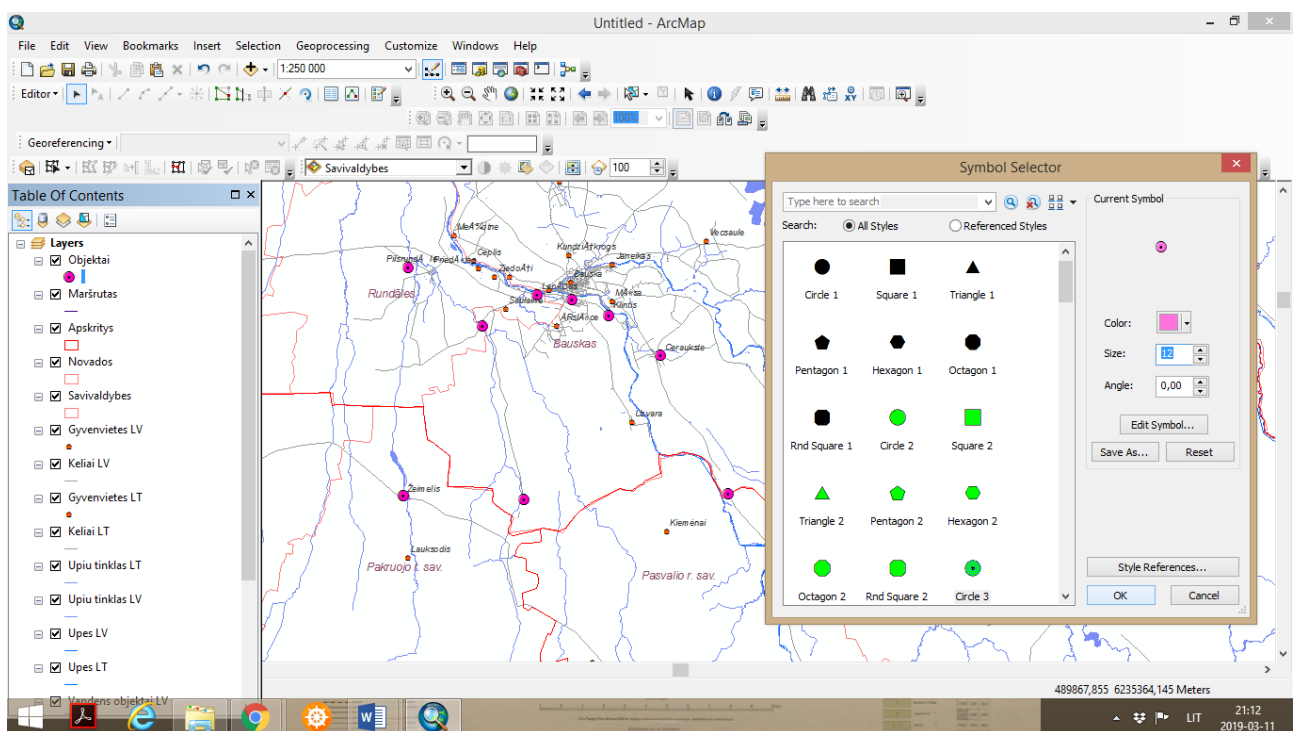 Untitled - ArcMap
File Edit View Bookmarks Insert Selection Geoprocessing Customize Windows Help
1:250 000
Editor
100%
Georeferencing
Savivaldybes
100
Table Of Contents
Layers
Objektai
Maršrutas
Apskritys
Novados
Savivaldybes
Gyvenvietes LV
Keliai LV
Gyvenvietes LT
Keliai LT
Upiu tinklas LT
Upiu tinklas LV
Upes LV
Upes LT
Vandens objektai LV
Vecsaule
Ceplis
Bauska
Rundāles
Bauskas
Ceraukste
Žeimelis
Kiemėnai
Lauksodis
Pakruojo r. sav.
Pasvalio r. sav.
Symbol Selector
Type here to search
Search: All Styles Referenced Styles
Circle 1 Square 1 Triangle 1
Pentagon 1 Hexagon 1 Octagon 1
Rnd Square 1 Circle 2 Square 2
Triangle 2 Pentagon 2 Hexagon 2
Octagon 2 Rnd Square 2 Circle 3
Current Symbol
Color:
Size: 12
Angle: 0,00
Edit Symbol...
Save As... Reset
Style References...
OK Cancel
489867,855 6235364,145 Meters
LIT
21:12
2019-03-11